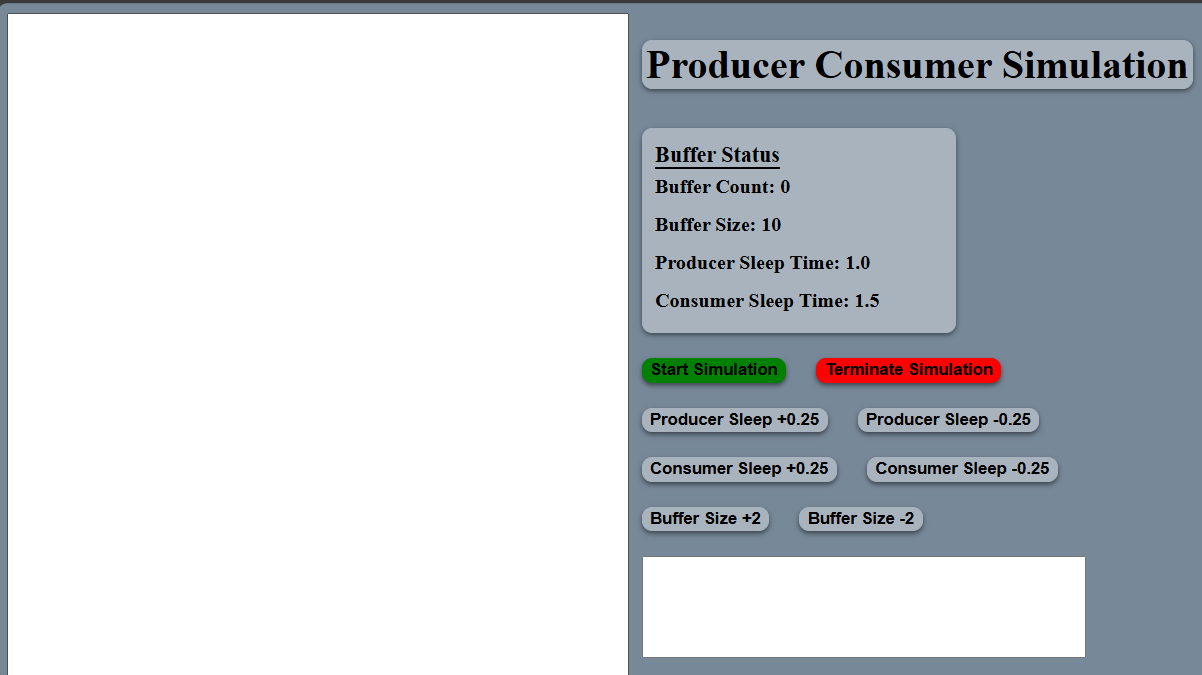 Producer Consumer Simulation
Buffer Status
Buffer Count: 0
Buffer Size: 10
Producer Sleep Time: 1.0
Consumer Sleep Time: 1.5
Start Simulation Terminate Simulation
Producer Sleep +0.25 Producer Sleep -0.25
Consumer Sleep +0.25 Consumer Sleep -0.25
Buffer Size +2 Buffer Size -2